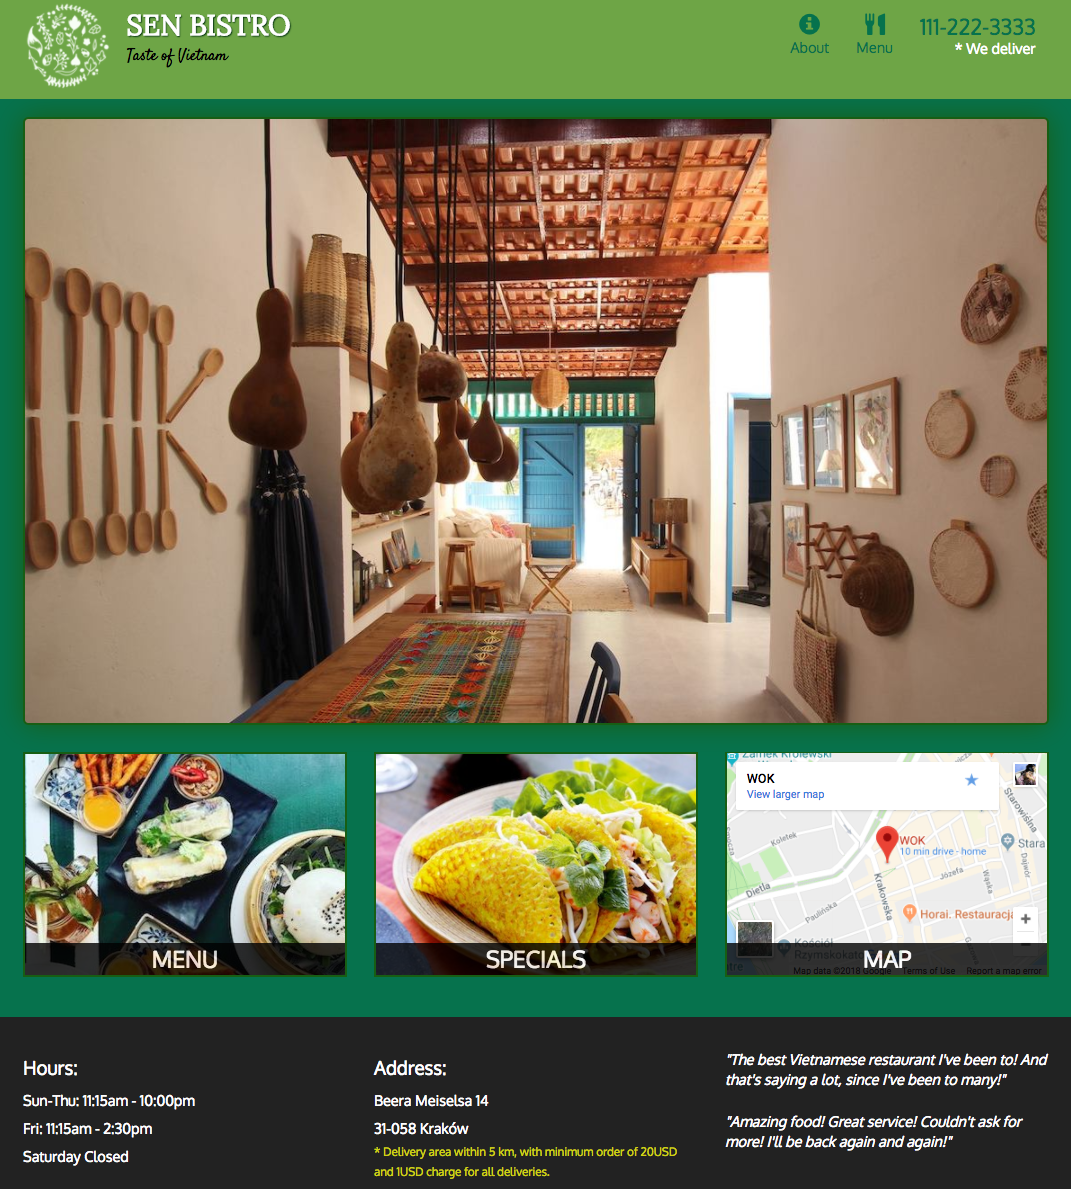 SEN BISTRO
Taste of Vietnam
About
Menu
111-222-3333
* We deliver
Zamek Królewski
WOK
View larger map
Starowiślna
Koletek
WOK
10 min drive - home
Stara
Dajwór
Józefa
Wąska
Dietla
Krakowska
Paulińska
Horai. Restauracja
Kościół
Rzymskokat
Map data ©2018 Google Terms of Use Report a map error
MENU
SPECIALS
MAP
Hours:
Sun-Thu: 11:15am - 10:00pm
Fri: 11:15am - 2:30pm
Saturday Closed
Address:
Beera Meiselsa 14
31-058 Kraków
* Delivery area within 5 km, with minimum order of 20USD
and 1USD charge for all deliveries.
"The best Vietnamese restaurant I've been to! And
that's saying a lot, since I've been to many!"
"Amazing food! Great service! Couldn't ask for
more! I'll be back again and again!"